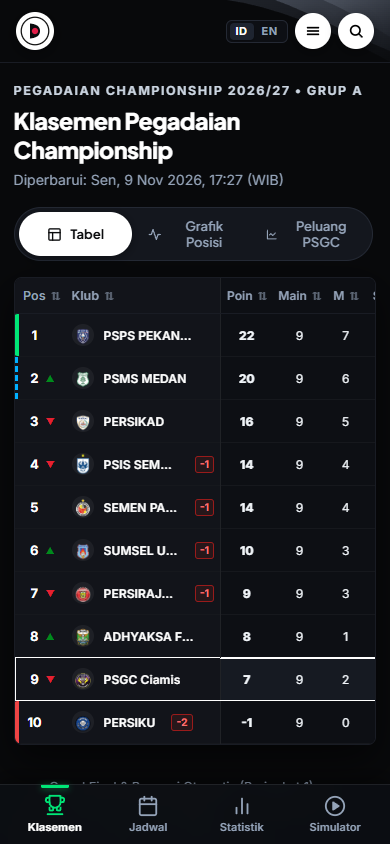 ID EN
PEGADAIAN CHAMPIONSHIP 2026/27 • GRUP A
Klasemen Pegadaian
Championship
Diperbarui: Sen, 9 Nov 2026, 17:27 (WIB)
Tabel
Grafik
Posisi
Peluang
PSGC
Pos Klub Poin Main M
1 PSPS PEKAN... 22 9 7
2 PSMS MEDAN 20 9 6
3 PERSIKAD 16 9 5
4 PSIS SEM... -1 14 9 4
5 SEMEN PA... -1 14 9 4
6 SUMSEL U... -1 10 9 3
7 PERSIRAJ... -1 9 9 3
8 ADHYAKSA F... 8 9 1
9 PSGC Ciamis 7 9 2
10 PERSIKU -2 -1 9 0
Klasemen Jadwal Statistik Simulator